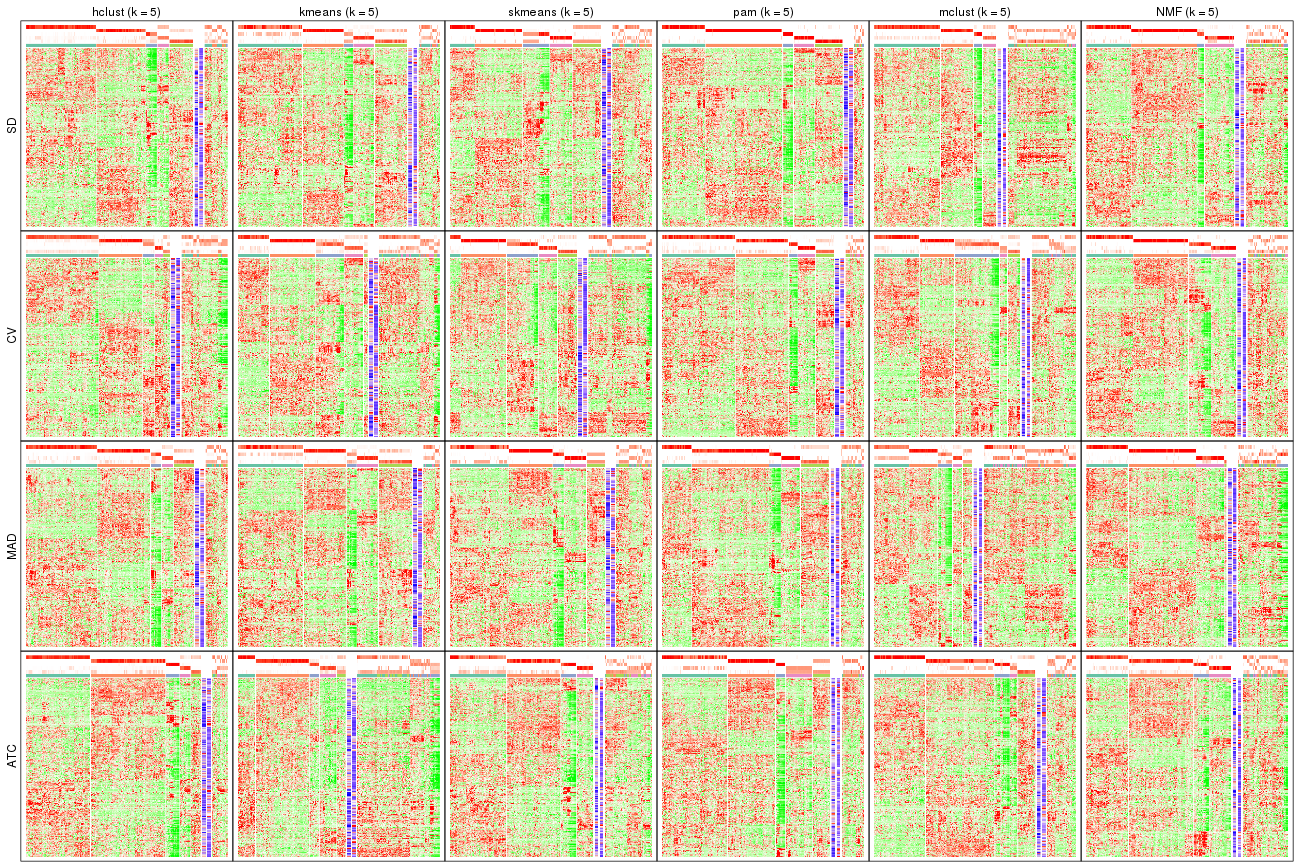 hclust (k = 5) kmeans (k = 5) skmeans (k = 5) pam (k = 5) mclust (k = 5) NMF (k = 5)
SD
CV
MAD
ATC